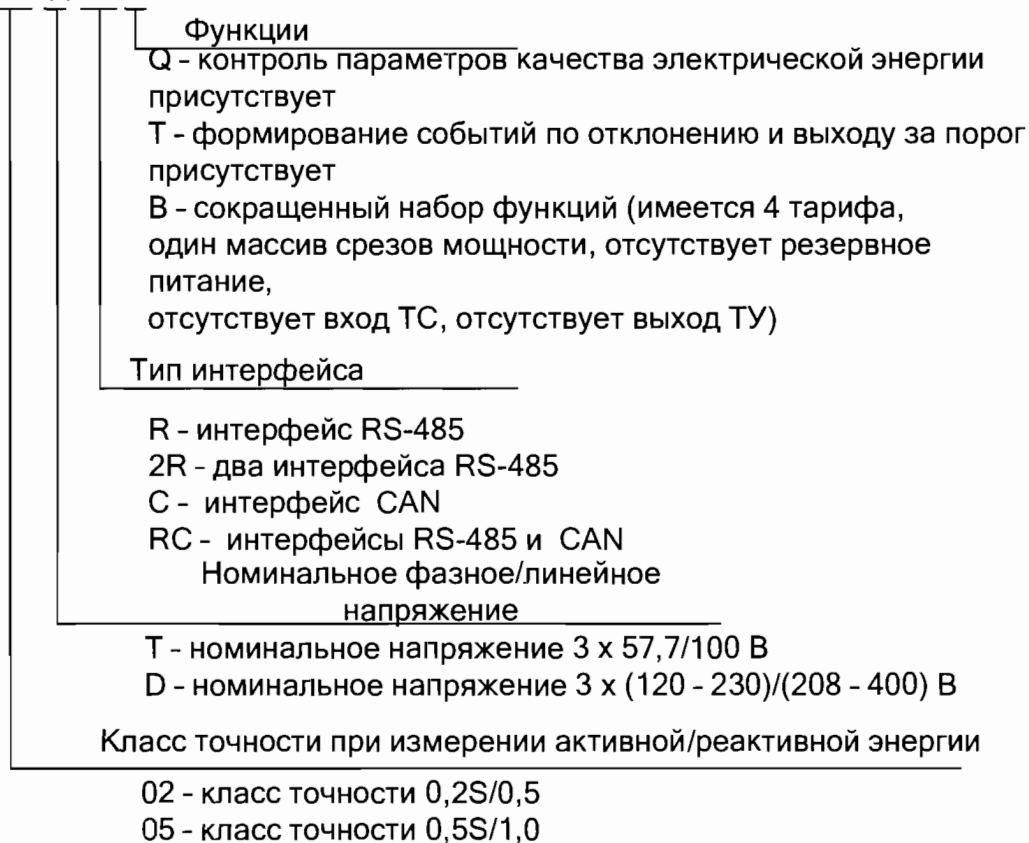 Функции
Q - контроль параметров качества электрической энергии
присутствует
Т - формирование событий по отклонению и выходу за порог
присутствует
В - сокращенный набор функций (имеется 4 тарифа,
один массив срезов мощности, отсутствует резервное
питание,
отсутствует вход ТС, отсутствует выход ТУ)
Тип интерфейса
R - интерфейс RS-485
2R - два интерфейса RS-485
С - интерфейс CAN
RC - интерфейсы RS-485 и CAN
Номинальное фазное/линейное
напряжение
Т - номинальное напряжение 3 х 57,7/100 В
D - номинальное напряжение 3 х (120 - 230)/(208 - 400) В
Класс точности при измерении активной/реактивной энергии
02 - класс точности 0,2S/0,5
05 - класс точности 0,5S/1,0